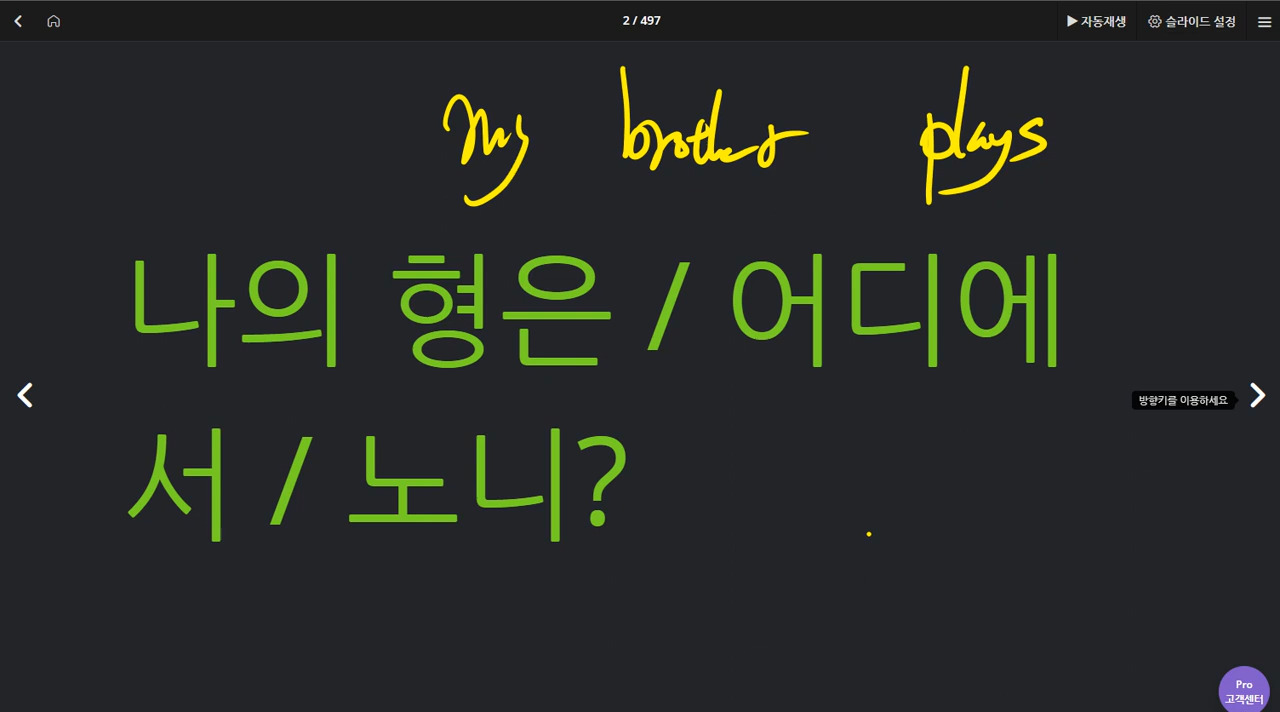 2 / 497
자동재생
슬라이드 설정
My brother plays
나의 형은 / 어디에
서 / 노니?
방향키를 이용하세요
Pro
고객센터